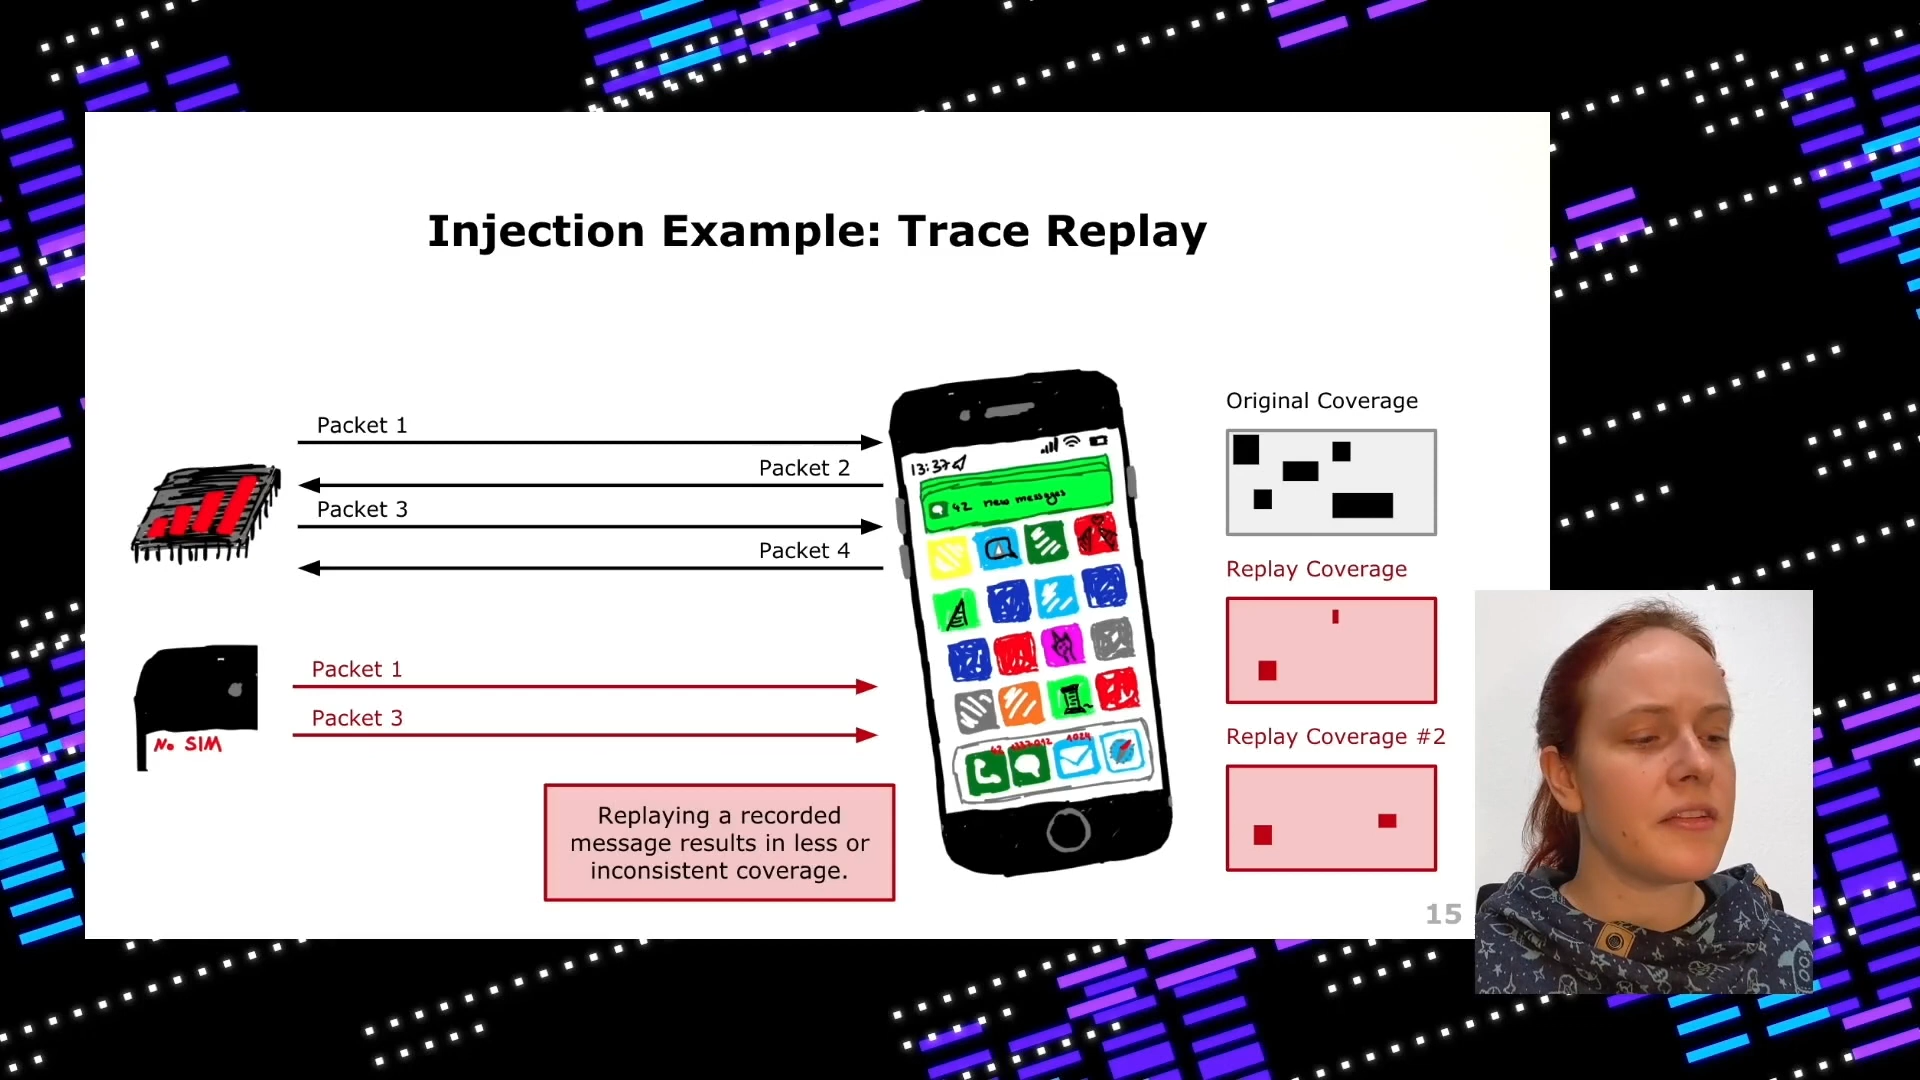 Injection Example: Trace Replay
Packet 1
Packet 2
Packet 3
Packet 4
Packet 1
Packet 3
No SIM
Replaying a recorded
message results in less or
inconsistent coverage.
13:37
42 new messages
42
1024
Original Coverage
Replay Coverage
Replay Coverage #2
15